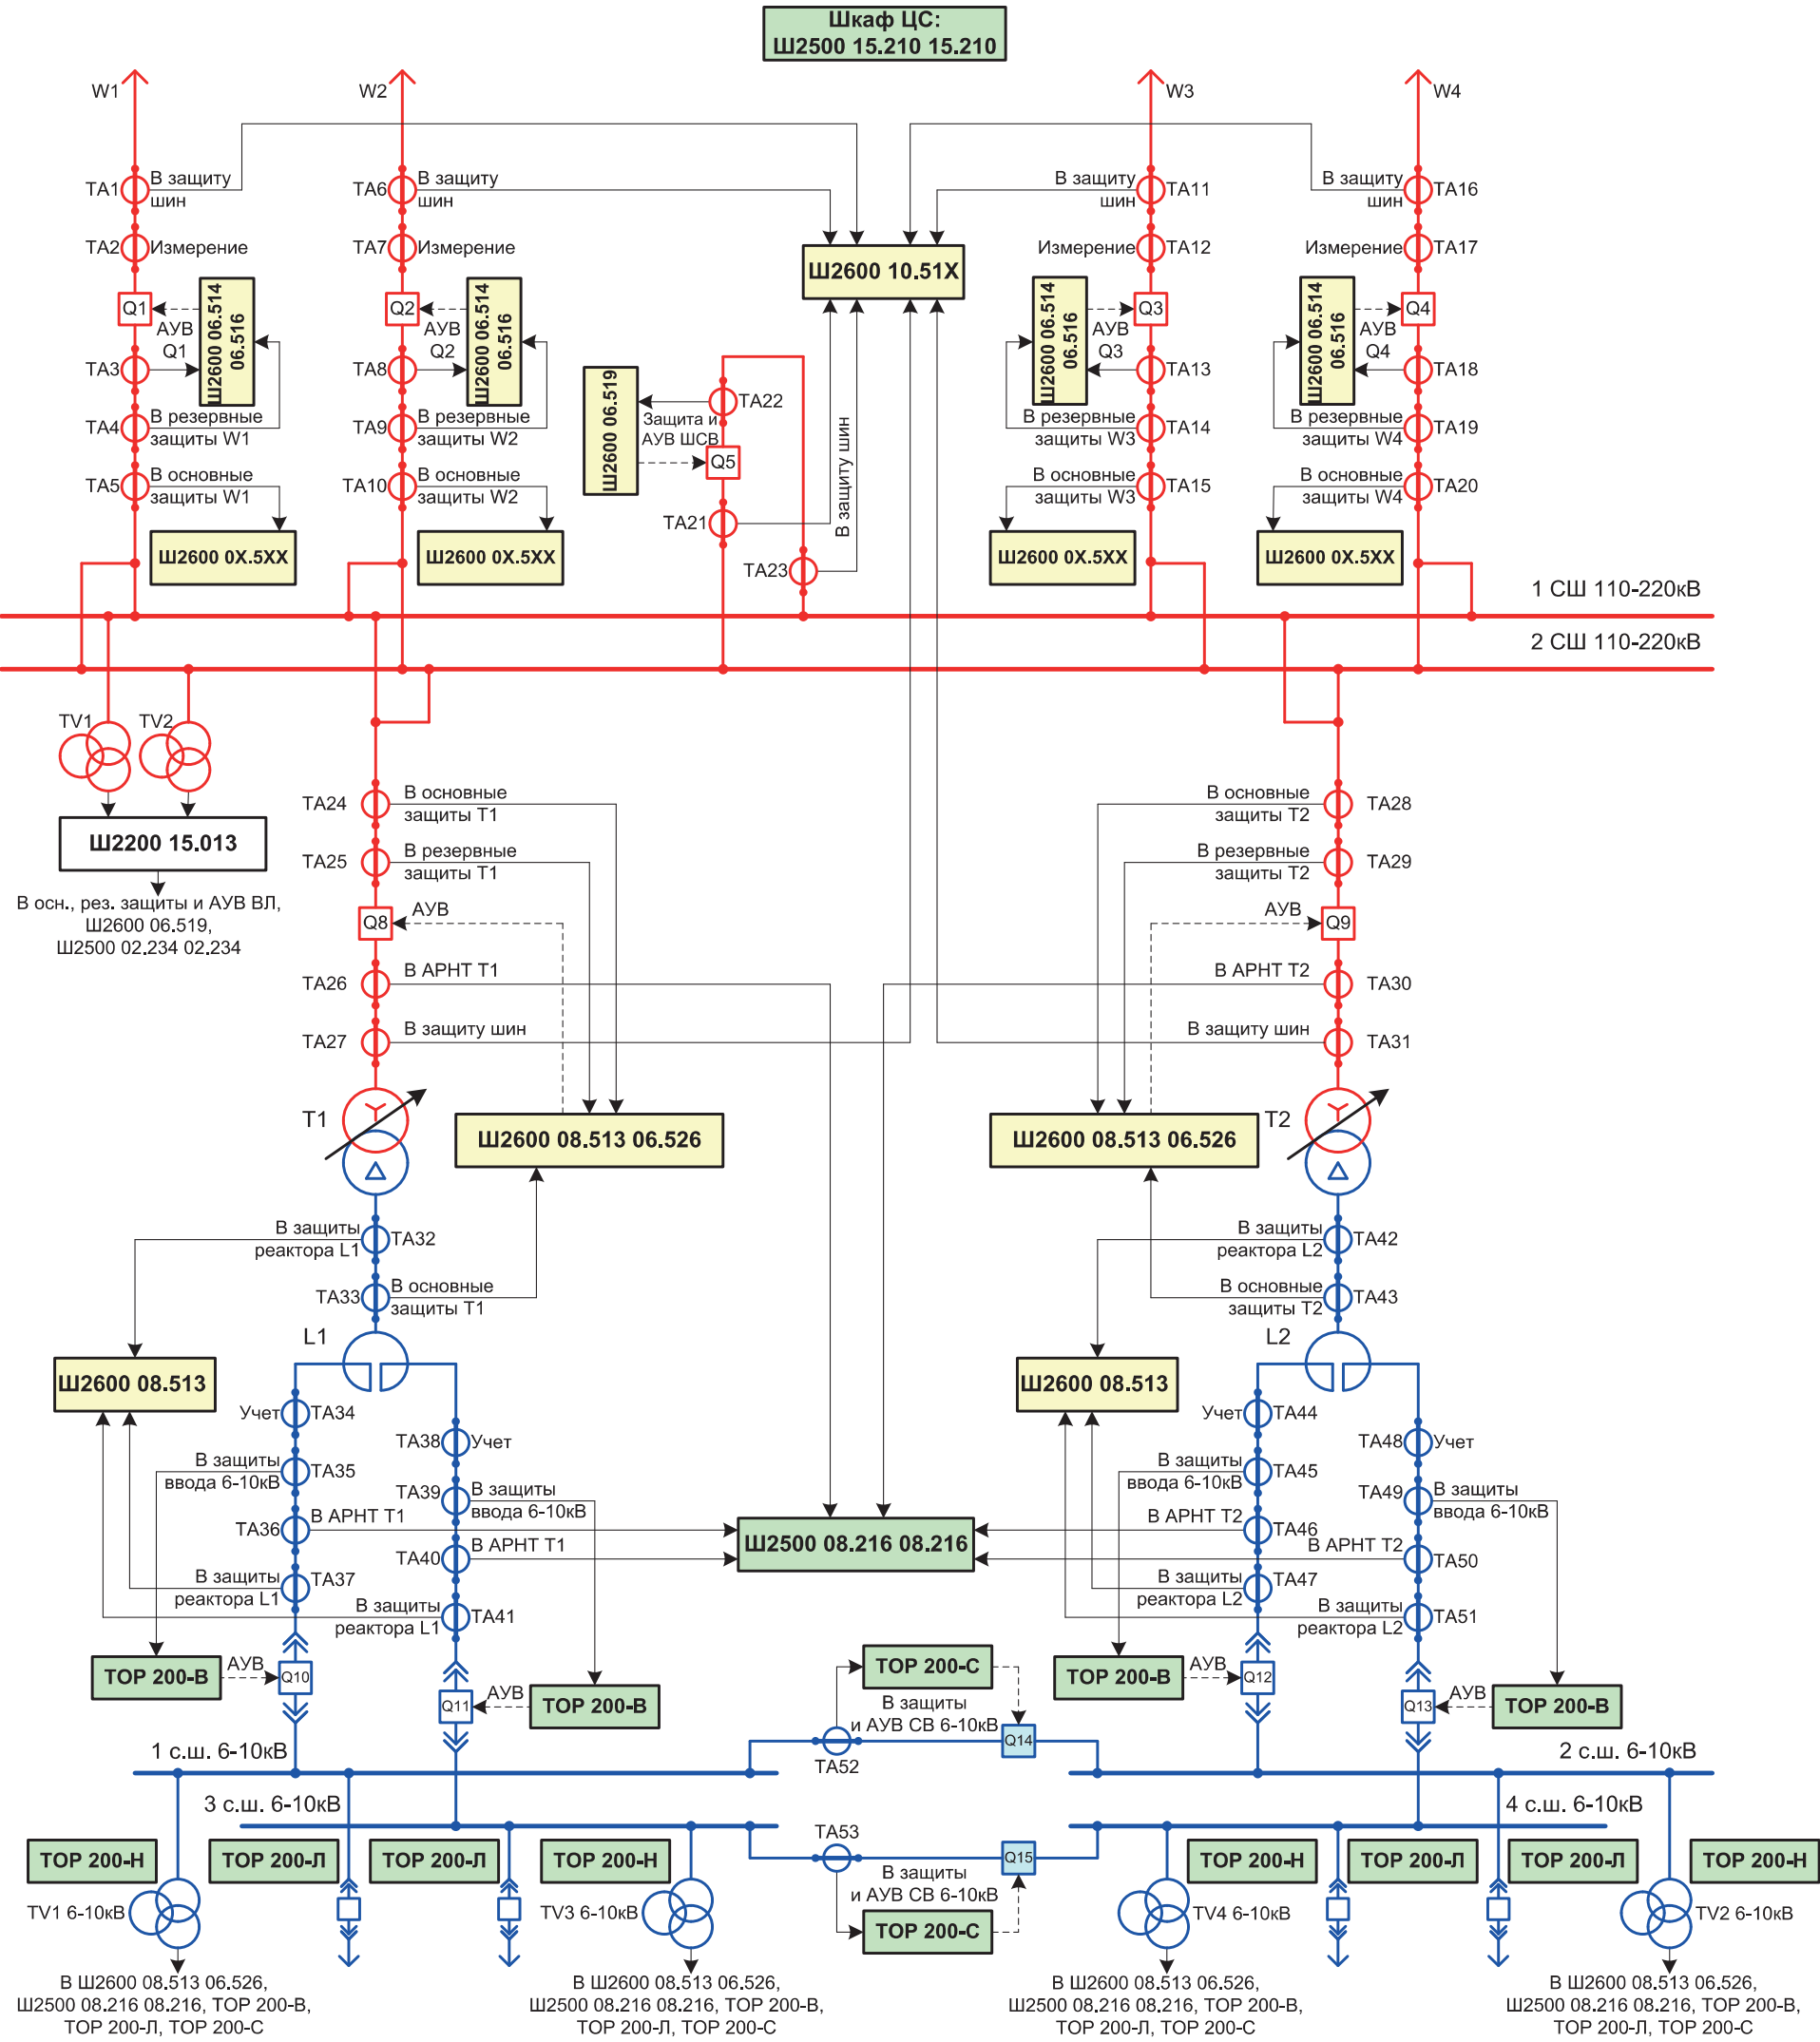 Шкаф ЦС:
Ш2500 15.210 15.210
W1
W2
W3
W4
TA1
В защиту
шин
TA6
В защиту
шин
В защиту
шин
TA11
В защиту
шин
TA16
TA2
Измерение
TA7
Измерение
Ш2600 10.51X
Измерение
TA12
Измерение
TA17
Q1
АУВ
Q1
Ш2600 06.514
06.516
Q2
АУВ
Q2
Ш2600 06.514
06.516
Ш2600 06.514
06.516
АУВ
Q3
Q3
Ш2600 06.514
06.516
АУВ
Q4
Q4
TA3
TA8
TA13
TA18
TA4
В резервные
защиты W1
TA9
В резервные
защиты W2
Ш2600 06.519
TA22
Защита и
АУВ ШСВ
Q5
В защиту шин
В резервные
защиты W3
TA14
В резервные
защиты W4
TA19
TA5
В основные
защиты W1
TA10
В основные
защиты W2
В основные
защиты W3
TA15
В основные
защиты W4
TA20
TA21
TA23
Ш2600 0X.5XX
Ш2600 0X.5XX
Ш2600 0X.5XX
Ш2600 0X.5XX
1 СШ 110-220кВ
2 СШ 110-220кВ
TV1
TV2
Ш2200 15.013
В осн., рез. защиты и АУВ ВЛ,
Ш2600 06.519,
Ш2500 02.234 02.234
TA24
В основные
защиты Т1
В основные
защиты Т2
TA28
TA25
В резервные
защиты Т1
В резервные
защиты Т2
TA29
Q8
АУВ
АУВ
Q9
TA26
В АРНТ Т1
В АРНТ Т2
TA30
TA27
В защиту шин
В защиту шин
TA31
T1
Ш2600 08.513 06.526
Ш2600 08.513 06.526
T2
В защиты
реактора L1
TA32
В защиты
реактора L2
TA42
TA33
В основные
защиты Т1
В основные
защиты Т2
TA43
L1
L2
Ш2600 08.513
Ш2600 08.513
Учет
TA34
TA38
Учет
Учет
TA44
TA48
Учет
В защиты
ввода 6-10кВ
TA35
TA39
В защиты
ввода 6-10кВ
В защиты
ввода 6-10кВ
TA45
TA49
В защиты
ввода 6-10кВ
TA36
В АРНТ Т1
TA40
В АРНТ Т1
Ш2500 08.216 08.216
В АРНТ Т2
TA46
В АРНТ Т2
TA50
В защиты
реактора L1
TA37
В защиты
реактора L1
TA41
В защиты
реактора L2
TA47
В защиты
реактора L2
TA51
ТОР 200-В
АУВ
Q10
Q11
АУВ
ТОР 200-В
ТОР 200-С
В защиты
и АУВ СВ 6-10кВ
Q14
TA52
ТОР 200-В
АУВ
Q12
Q13
АУВ
ТОР 200-В
1 с.ш. 6-10кВ
2 с.ш. 6-10кВ
3 с.ш. 6-10кВ
4 с.ш. 6-10кВ
TA53
Q15
В защиты
и АУВ СВ 6-10кВ
ТОР 200-С
ТОР 200-Н
ТОР 200-Л
ТОР 200-Л
ТОР 200-Н
ТОР 200-Н
ТОР 200-Л
ТОР 200-Л
ТОР 200-Н
TV1 6-10кВ
TV3 6-10кВ
TV4 6-10кВ
TV2 6-10кВ
В Ш2600 08.513 06.526,
Ш2500 08.216 08.216, ТОР 200-В,
ТОР 200-Л, ТОР 200-С
В Ш2600 08.513 06.526,
Ш2500 08.216 08.216, ТОР 200-В,
ТОР 200-Л, ТОР 200-С
В Ш2600 08.513 06.526,
Ш2500 08.216 08.216, ТОР 200-В,
ТОР 200-Л, ТОР 200-С
В Ш2600 08.513 06.526,
Ш2500 08.216 08.216, ТОР 200-В,
ТОР 200-Л, ТОР 200-С